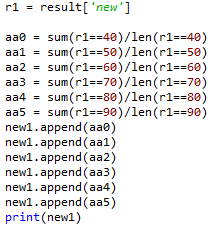 r1 = result['new']
aa0 = sum(r1==40)/len(r1==40)
aa1 = sum(r1==50)/len(r1==50)
aa2 = sum(r1==60)/len(r1==60)
aa3 = sum(r1==70)/len(r1==70)
aa4 = sum(r1==80)/len(r1==80)
aa5 = sum(r1==90)/len(r1==90)
new1.append(aa0)
new1.append(aa1)
new1.append(aa2)
new1.append(aa3)
new1.append(aa4)
new1.append(aa5)
print(new1)